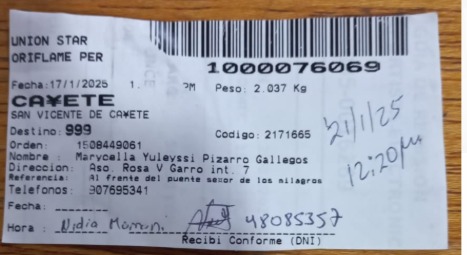 UNION STAR
ORIFLAME PER
1000076069
Fecha: 17/1/2025 1. PM Peso: 2.037 Kg
CA¥ETE
SAN VICENTE DE CA¥ETE
Destino: 999 Codigo: 2171665
21/1/25
12:20pm
Orden: 1508449061
Nombre : Marycella Yuleyssi Pizarro Gallegos
Direccion: Aso. Rosa V Garro int. 7
Referencia: Al frente del puente seÃor de los milagros
Telefonos: 907695341
Fecha:
Hora : Nidia Mamani 48085357
Recibi Conforme (DNI)